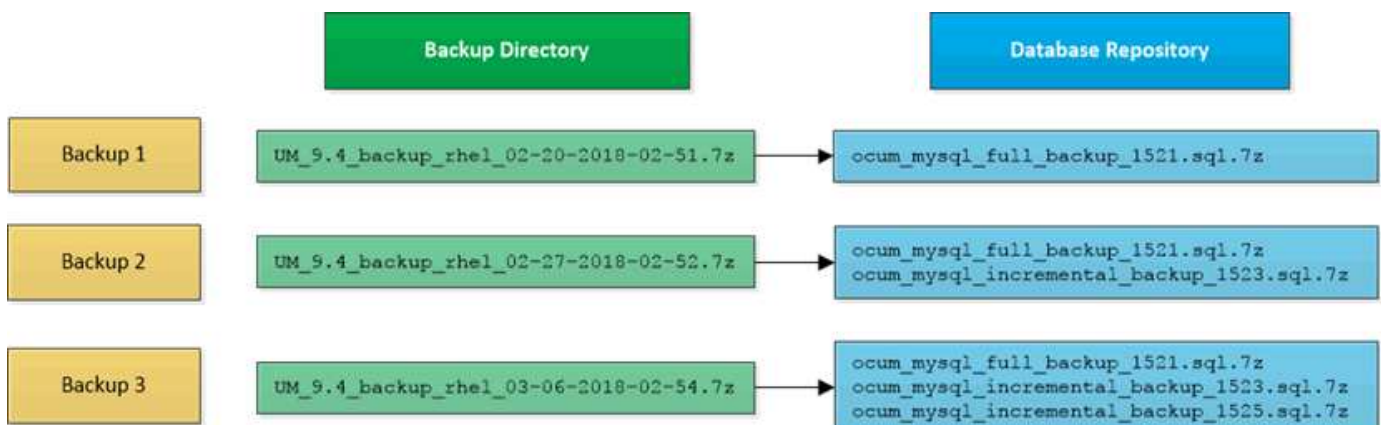 Backup Directory
Database Repository
Backup 1
UM_9.4_backup_rhel_02-20-2018-02-51.7z
ocum_mysql_full_backup_1521.sql.7z
Backup 2
UM_9.4_backup_rhel_02-27-2018-02-52.7z
ocum_mysql_full_backup_1521.sql.7z
ocum_mysql_incremental_backup_1523.sql.7z
Backup 3
UM_9.4_backup_rhel_03-06-2018-02-54.7z
ocum_mysql_full_backup_1521.sql.7z
ocum_mysql_incremental_backup_1523.sql.7z
ocum_mysql_incremental_backup_1525.sql.7z